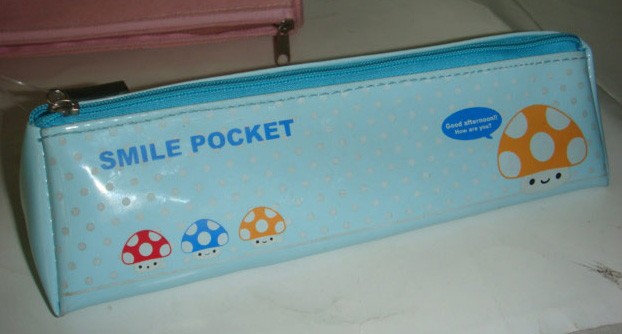 SMILE POCKET
Good afternoon!!
How are you?